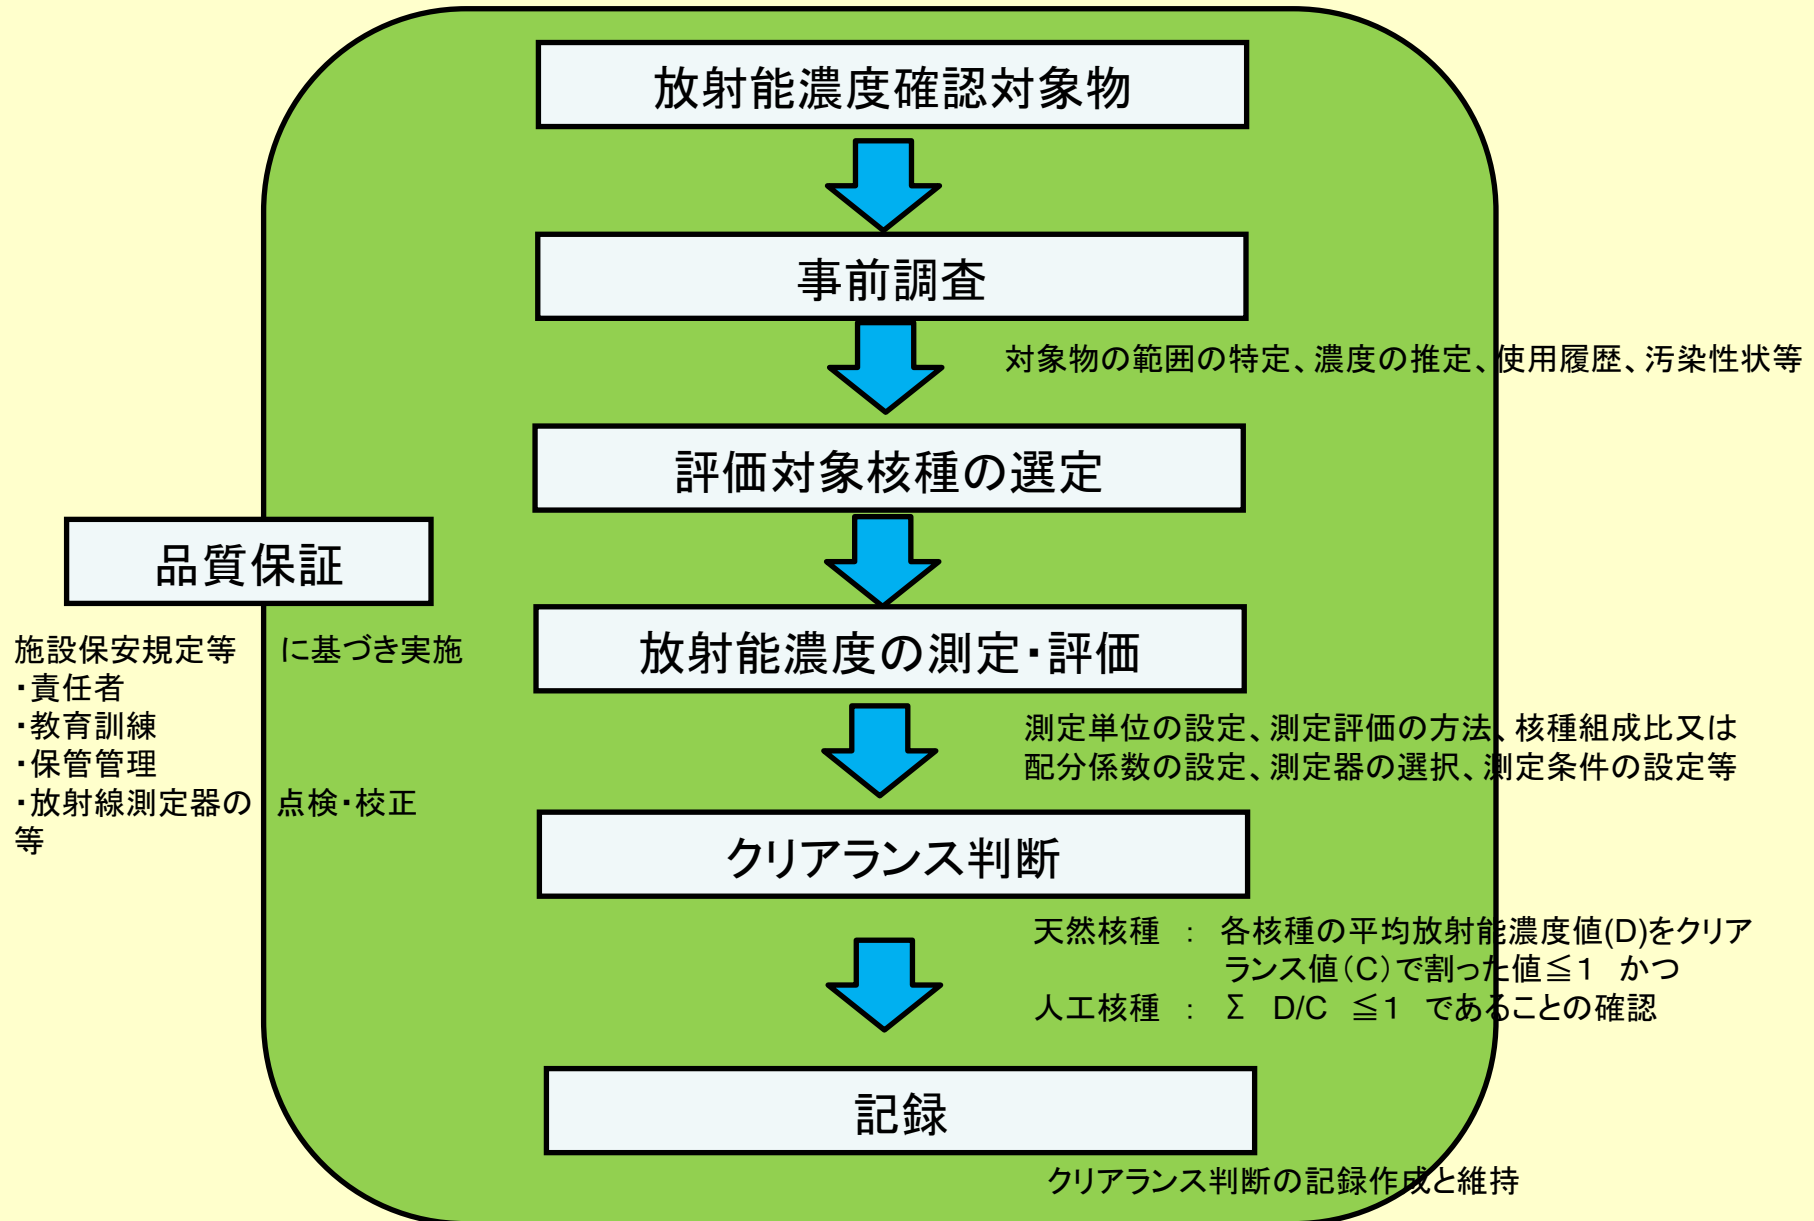 放射能濃度確認対象物
事前調査
対象物の範囲の特定、濃度の推定、使用履歴、汚染性状等
評価対象核種の選定
品質保証
施設保安規定等 に基づき実施
・責任者
・教育訓練
・保管管理
・放射線測定器の 点検・校正
等
放射能濃度の測定・評価
測定単位の設定、測定評価の方法、核種組成比又は
配分係数の設定、測定器の選択、測定条件の設定等
クリアランス判断
天然核種 : 各核種の平均放射能濃度値(D)をクリア
ランス値(C)で割った値≦1 かつ
人工核種 : Σ D/C ≦1 であることの確認
記録
クリアランス判断の記録作成と維持